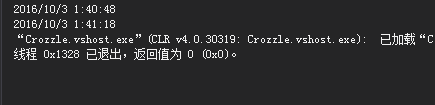 2016/10/3 1:40:48
2016/10/3 1:41:18
“Crozzle.vshost.exe”(CLR v4.0.30319: Crozzle.vshost.exe): 已加载“C
线程 0x1328 已退出，返回值为 0 (0x0)。